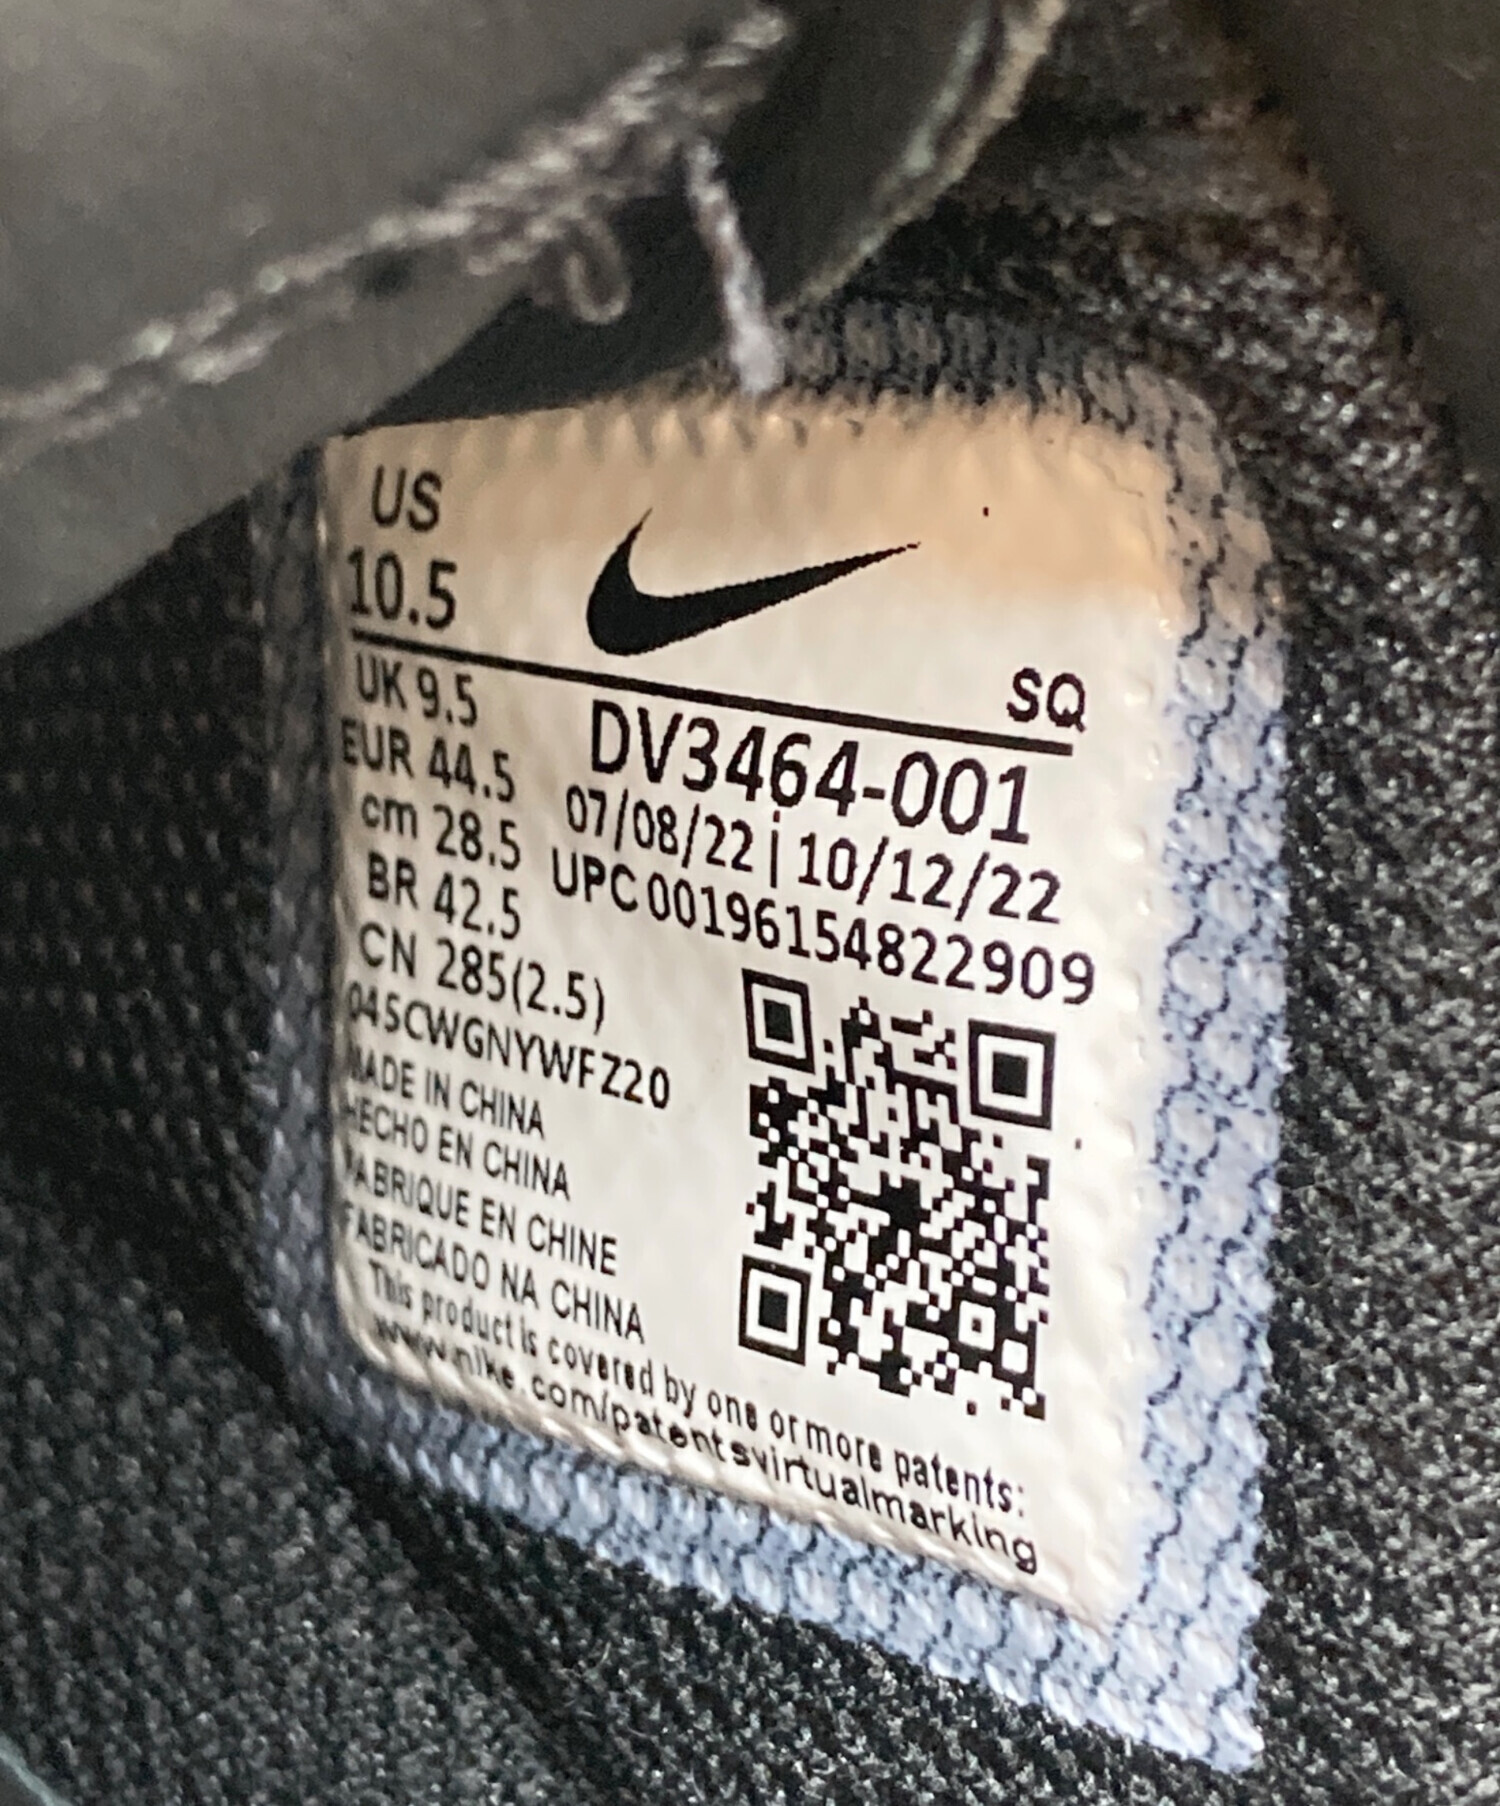 US
10.5
SQ
UK 9.5
EUR 44.5
cm 28.5
BR 42.5
CN 285(2.5)
DV3464-001
07/08/22 | 10/12/22
UPC 00196154822909
045CWGNYWFZ20
MADE IN CHINA
HECHO EN CHINA
FABRIQUE EN CHINE
FABRICADO NA CHINA
This product is covered by one or more patents:
www.nike.com/patentsvirtualmarking